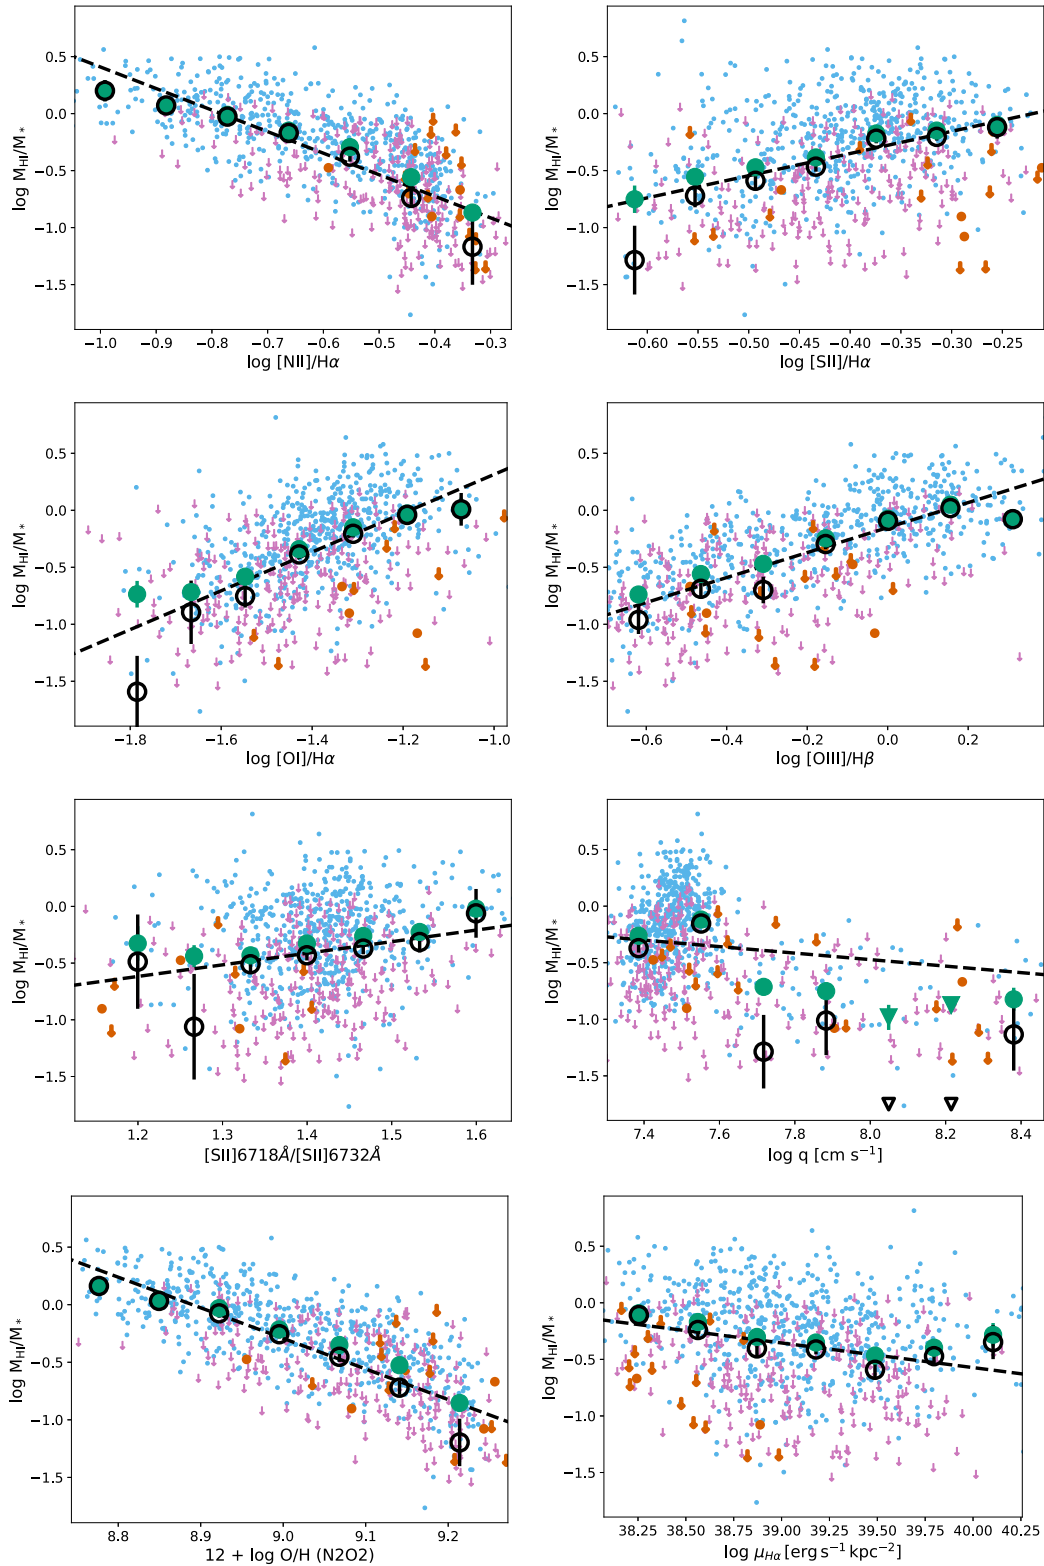 0.5
0.0
−0.5
−1.0
−1.5
log M_HI/M_*
−1.0 −0.9 −0.8 −0.7 −0.6 −0.5 −0.4 −0.3
log [NII]/Hα
0.5
0.0
−0.5
−1.0
−1.5
log M_HI/M_*
−0.60 −0.55 −0.50 −0.45 −0.40 −0.35 −0.30 −0.25
log [SII]/Hα
0.5
0.0
−0.5
−1.0
−1.5
log M_HI/M_*
−1.8 −1.6 −1.4 −1.2 −1.0
log [OI]/Hα
0.5
0.0
−0.5
−1.0
−1.5
log M_HI/M_*
−0.6 −0.4 −0.2 0.0 0.2
log [OIII]/Hβ
0.5
0.0
−0.5
−1.0
−1.5
log M_HI/M_*
1.2 1.3 1.4 1.5 1.6
[SII]6718Å/[SII]6732Å
0.5
0.0
−0.5
−1.0
−1.5
log M_HI/M_*
7.4 7.6 7.8 8.0 8.2 8.4
log q [cm s⁻¹]
0.5
0.0
−0.5
−1.0
−1.5
log M_HI/M_*
8.8 8.9 9.0 9.1 9.2
12 + log O/H (N2O2)
0.5
0.0
−0.5
−1.0
−1.5
log M_HI/M_*
38.25 38.50 38.75 39.00 39.25 39.50 39.75 40.00 40.25
log μ_Hα [erg s⁻¹ kpc⁻²]